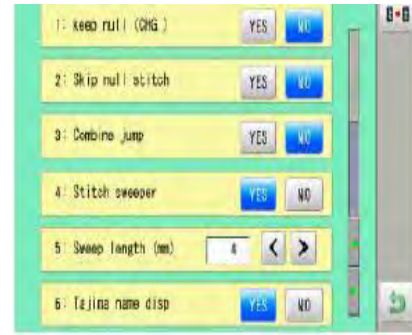 1: Keep null (CHG ) YES NO
2: Skip null stitch YES NO
3: Combine jump YES NO
4: Stitch sweeper YES NO
5: Sweep length (mm) 4 < >
6: Tajima name disp YES NO